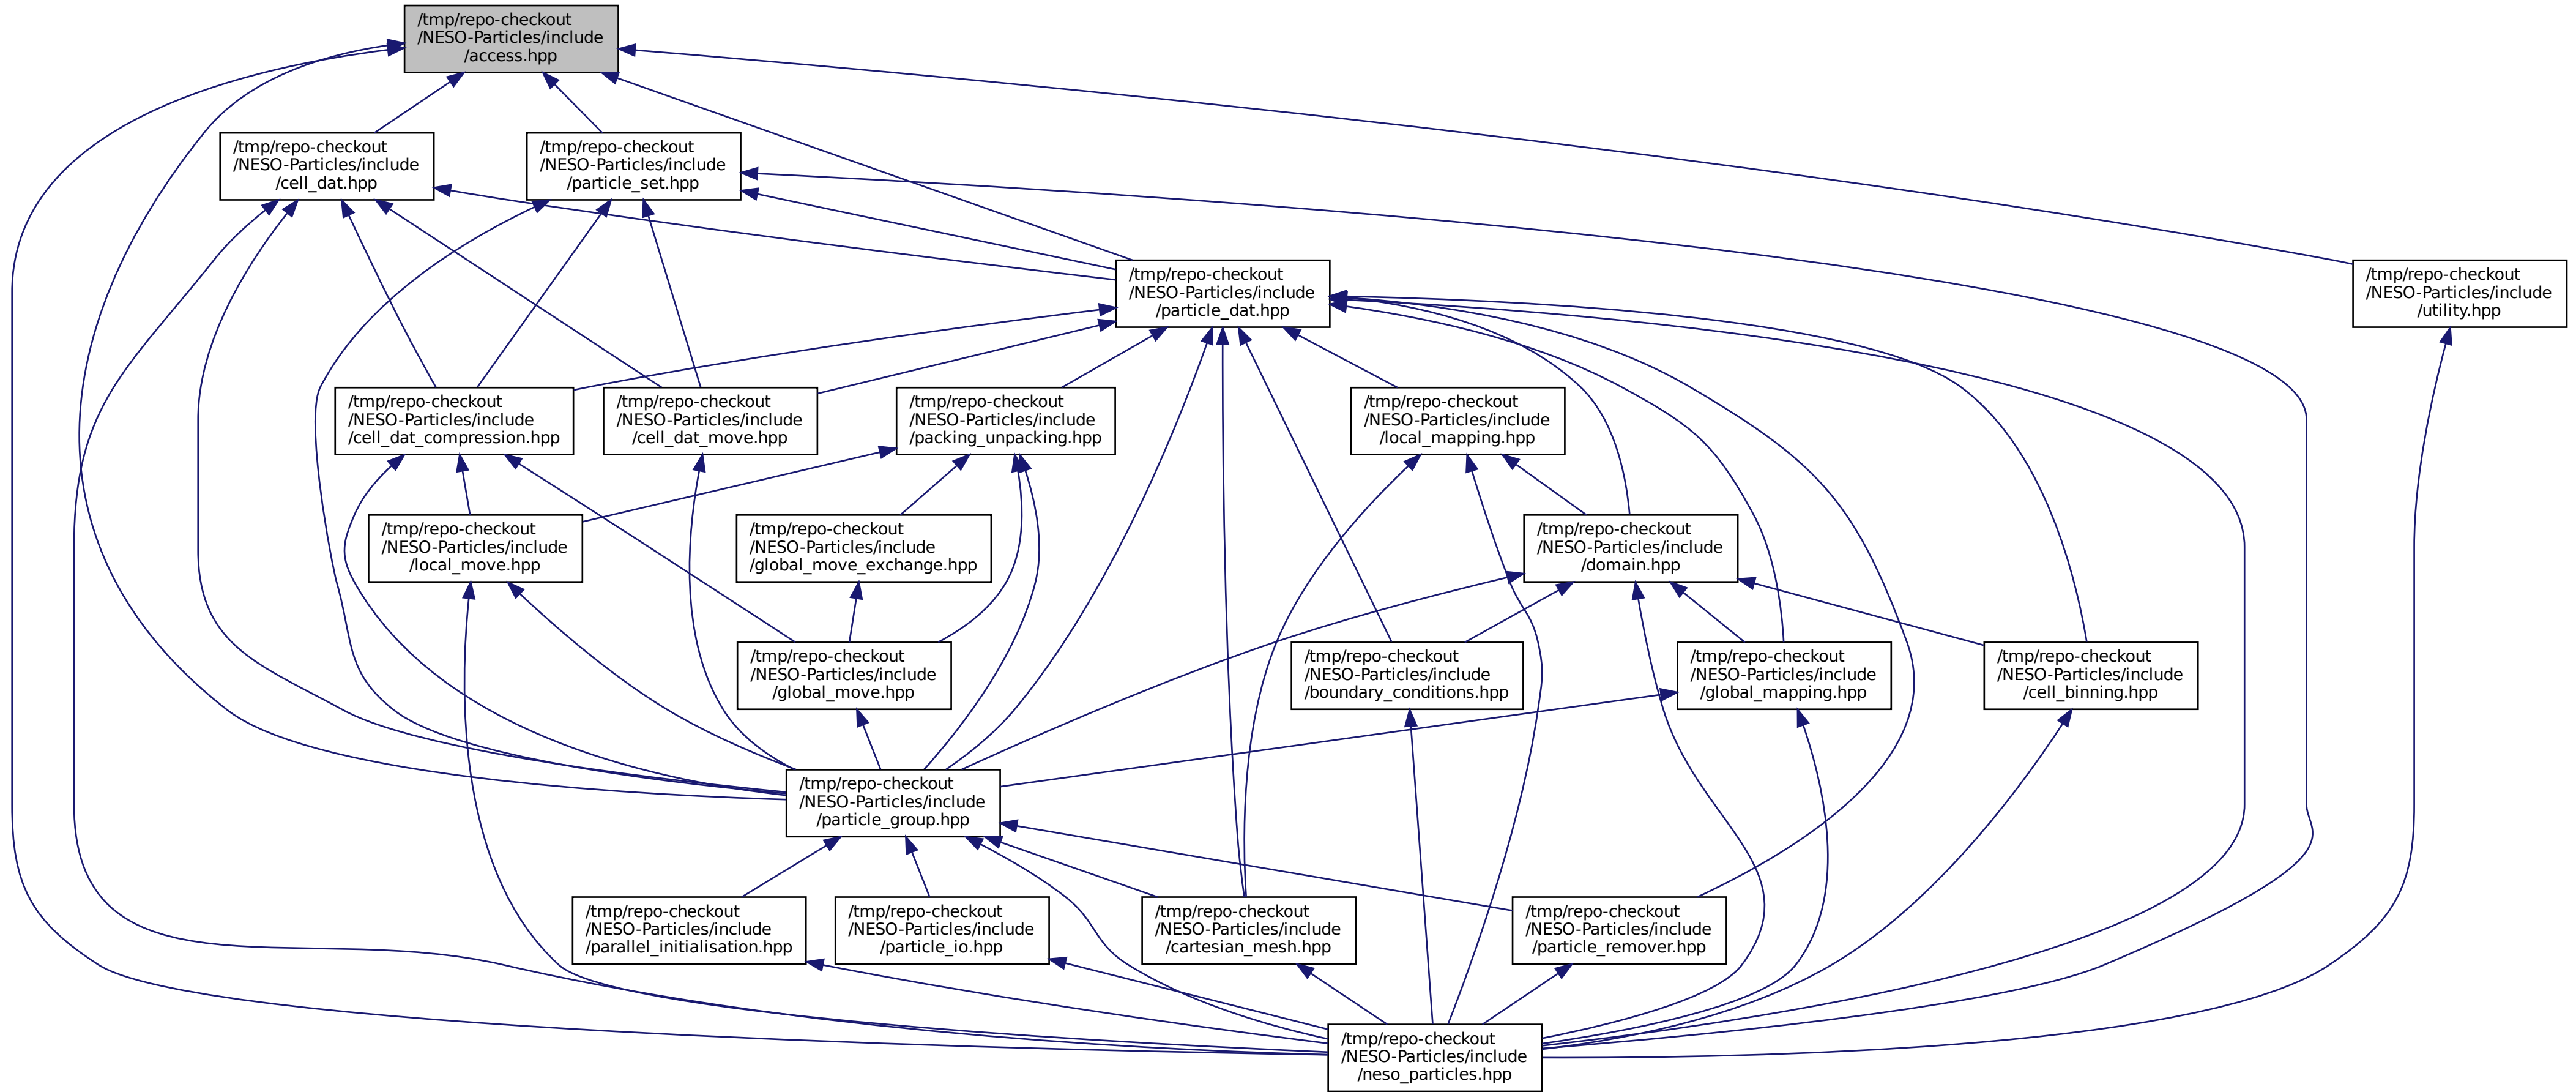 /tmp/repo-checkout
/NESO-Particles/include
/access.hpp
/tmp/repo-checkout
/NESO-Particles/include
/cell_dat.hpp
/tmp/repo-checkout
/NESO-Particles/include
/particle_set.hpp
/tmp/repo-checkout
/NESO-Particles/include
/particle_dat.hpp
/tmp/repo-checkout
/NESO-Particles/include
/utility.hpp
/tmp/repo-checkout
/NESO-Particles/include
/cell_dat_compression.hpp
/tmp/repo-checkout
/NESO-Particles/include
/cell_dat_move.hpp
/tmp/repo-checkout
/NESO-Particles/include
/packing_unpacking.hpp
/tmp/repo-checkout
/NESO-Particles/include
/local_mapping.hpp
/tmp/repo-checkout
/NESO-Particles/include
/local_move.hpp
/tmp/repo-checkout
/NESO-Particles/include
/global_move_exchange.hpp
/tmp/repo-checkout
/NESO-Particles/include
/domain.hpp
/tmp/repo-checkout
/NESO-Particles/include
/global_move.hpp
/tmp/repo-checkout
/NESO-Particles/include
/boundary_conditions.hpp
/tmp/repo-checkout
/NESO-Particles/include
/global_mapping.hpp
/tmp/repo-checkout
/NESO-Particles/include
/cell_binning.hpp
/tmp/repo-checkout
/NESO-Particles/include
/particle_group.hpp
/tmp/repo-checkout
/NESO-Particles/include
/parallel_initialisation.hpp
/tmp/repo-checkout
/NESO-Particles/include
/particle_io.hpp
/tmp/repo-checkout
/NESO-Particles/include
/cartesian_mesh.hpp
/tmp/repo-checkout
/NESO-Particles/include
/particle_remover.hpp
/tmp/repo-checkout
/NESO-Particles/include
/neso_particles.hpp